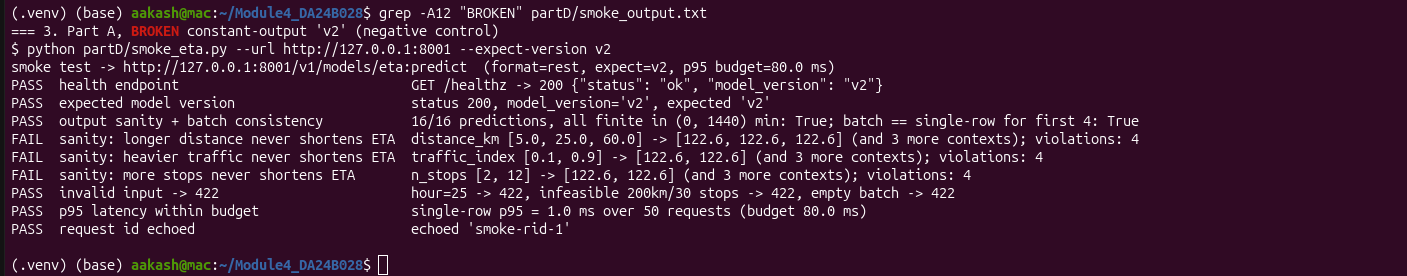 (.venv) (base) aakash@mac:~/Module4_DA24B028$ grep -A12 "BROKEN" partD/smoke_output.txt
=== 3. Part A, BROKEN constant-output 'v2' (negative control)
$ python partD/smoke_eta.py --url http://127.0.0.1:8001 --expect-version v2
smoke test -> http://127.0.0.1:8001/v1/models/eta:predict  (format=rest, expect=v2, p95 budget=80.0 ms)
PASS  health endpoint                            GET /healthz -> 200 {"status": "ok", "model_version": "v2"}
PASS  expected model version                     status 200, model_version='v2', expected 'v2'
PASS  output sanity + batch consistency          16/16 predictions, all finite in (0, 1440) min: True; batch == single-row for first 4: True
FAIL  sanity: longer distance never shortens ETA  distance_km [5.0, 25.0, 60.0] -> [122.6, 122.6, 122.6] (and 3 more contexts); violations: 4
FAIL  sanity: heavier traffic never shortens ETA  traffic_index [0.1, 0.9] -> [122.6, 122.6] (and 3 more contexts); violations: 4
FAIL  sanity: more stops never shortens ETA      n_stops [2, 12] -> [122.6, 122.6] (and 3 more contexts); violations: 4
PASS  invalid input -> 422                       hour=25 -> 422, infeasible 200km/30 stops -> 422, empty batch -> 422
PASS  p95 latency within budget                  single-row p95 = 1.0 ms over 50 requests (budget 80.0 ms)
PASS  request id echoed                          echoed 'smoke-rid-1'
(.venv) (base) aakash@mac:~/Module4_DA24B028$